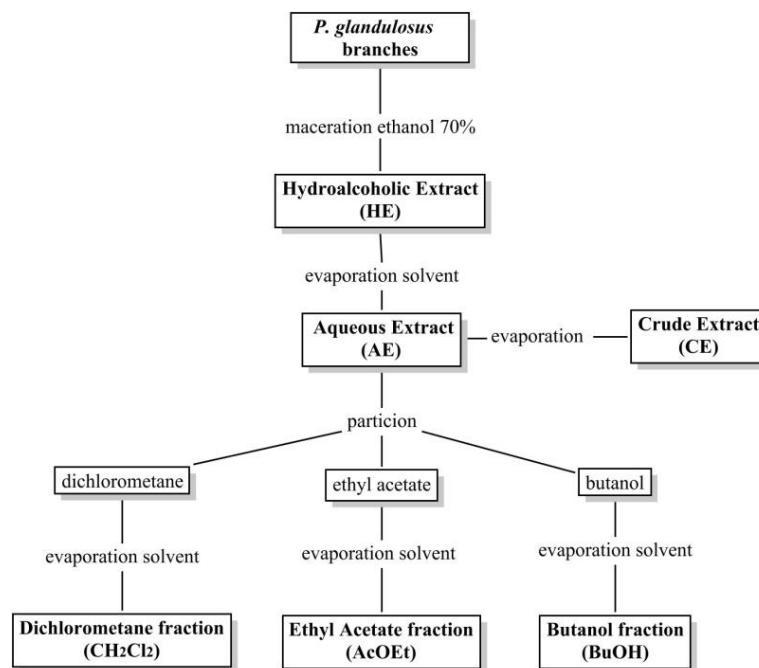 P. glandulosus
branches
maceration ethanol 70%
Hydroalcoholic Extract
(HE)
evaporation solvent
Aqueous Extract
(AE)
evaporation
Crude Extract
(CE)
particion
dichlorometane
ethyl acetate
butanol
evaporation solvent
evaporation solvent
evaporation solvent
Dichlorometane fraction
(CH2Cl2)
Ethyl Acetate fraction
(AcOEt)
Butanol fraction
(BuOH)